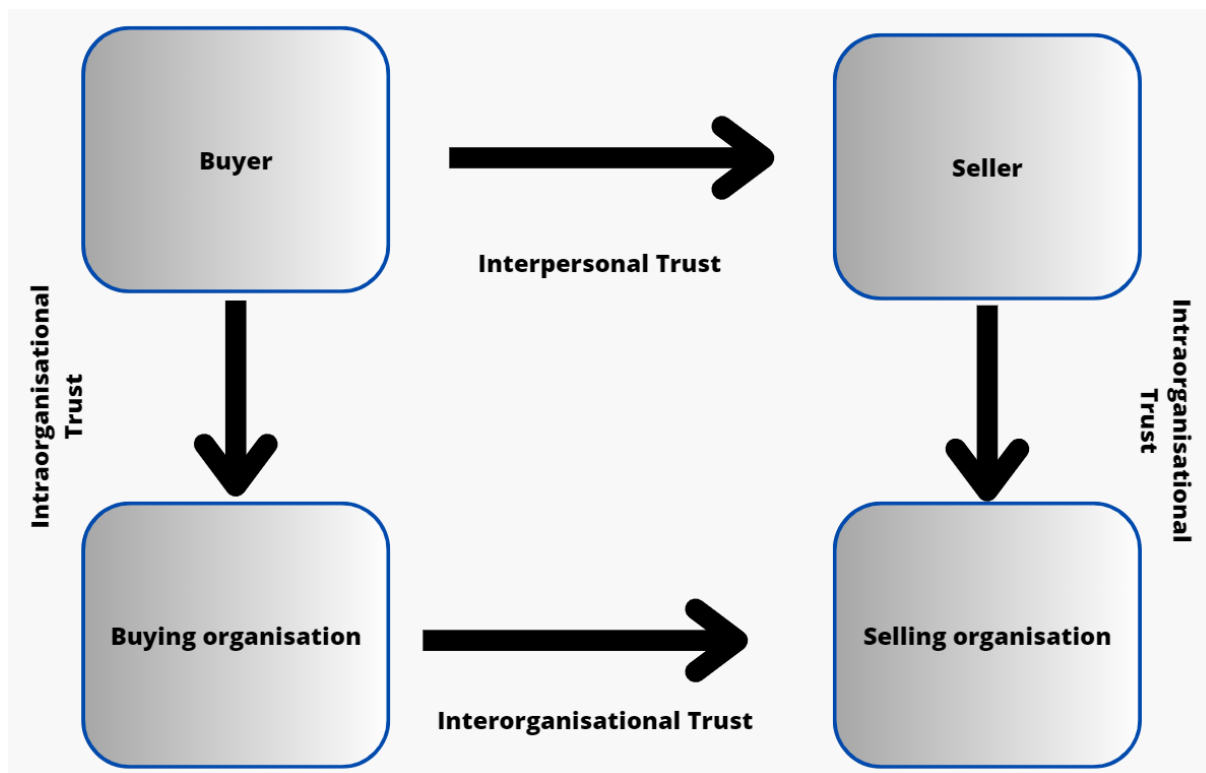 Buyer
Seller
Interpersonal Trust
Intraorganisational
Trust
Intraorganisational
Trust
Buying organisation
Selling organisation
Interorganisational Trust